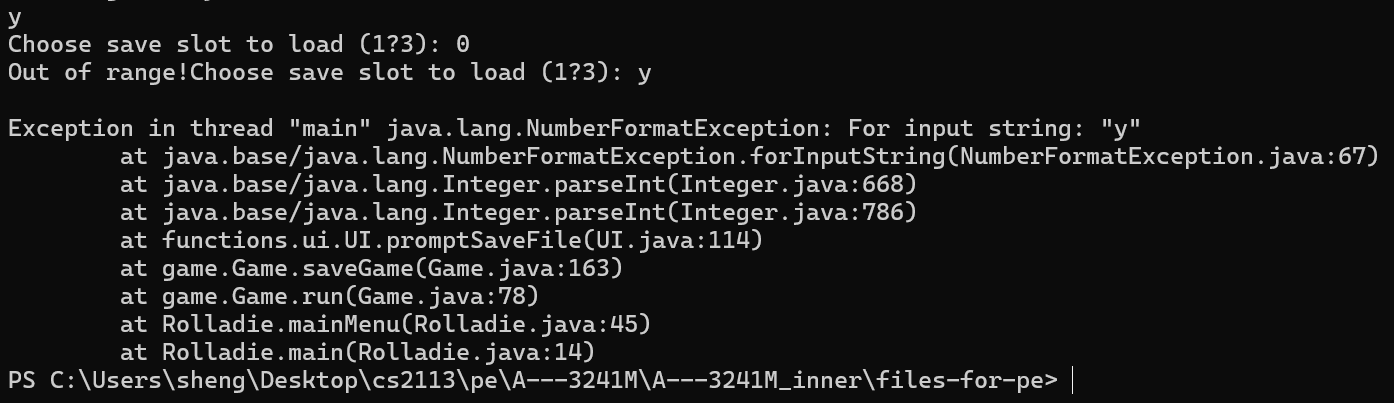 y
Choose save slot to load (1?3): 0
Out of range!Choose save slot to load (1?3): y
Exception in thread "main" java.lang.NumberFormatException: For input string: "y"
at java.base/java.lang.NumberFormatException.forInputString(NumberFormatException.java:67)
at java.base/java.lang.Integer.parseInt(Integer.java:668)
at java.base/java.lang.Integer.parseInt(Integer.java:786)
at functions.ui.UI.promptSaveFile(UI.java:114)
at game.Game.saveGame(Game.java:163)
at game.Game.run(Game.java:78)
at Rolladie.mainMenu(Rolladie.java:45)
at Rolladie.main(Rolladie.java:14)
PS C:\Users\sheng\Desktop\cs2113\pe\A---3241M\A---3241M_inner\files-for-pe>